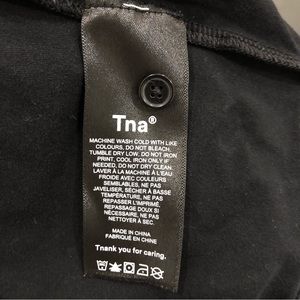 Tna®
MACHINE WASH COLD WITH LIKE
COLOURS, DO NOT BLEACH,
TUMBLE DRY LOW, DO NOT IRON
PRINT, COOL IRON ONLY IF
NEEDED, DO NOT DRY CLEAN.
LAVER À LA MACHINE À L'EAU
FROIDE AVEC COULEURS
SEMBLABLES, NE PAS
JAVELISER, SÉCHER À BASSE
TEMPÉRATURE, NE PAS
REPASSER L'IMPRIMÉ,
REPASSAGE DOUX SI
NÉCESSAIRE, NE PAS
NETTOYER À SEC.
MADE IN CHINA
FABRIQUÉ EN CHINE
Tnank you for caring.